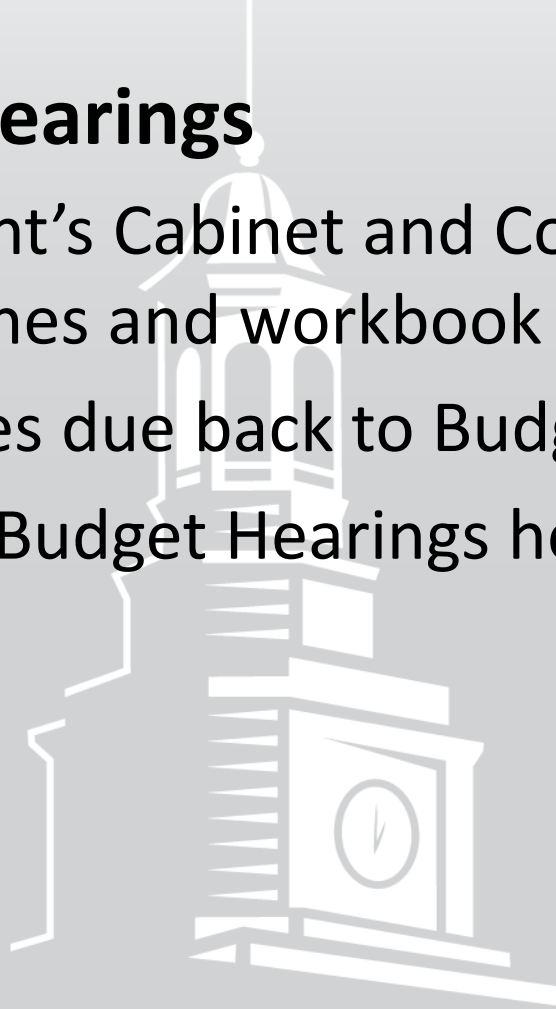 earings
nt’s Cabinet and Co
nes and workbook
es due back to Budg
Budget Hearings he